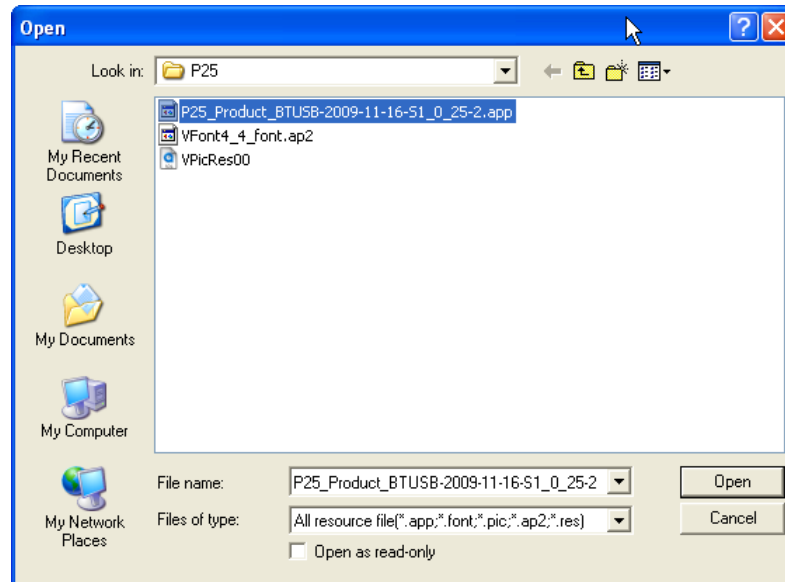 Open
Look in: P25
P25_Product_BTUSB-2009-11-16-S1_0_25-2.app
VFont4_4_font.ap2
VPicRes00
My Recent
Documents
Desktop
My Documents
My Computer
My Network
Places
File name: P25_Product_BTUSB-2009-11-16-S1_0_25-2 Open
Files of type: All resource file(*.app;*.font;*.pic;*.ap2;*.res) Cancel
Open as read-only